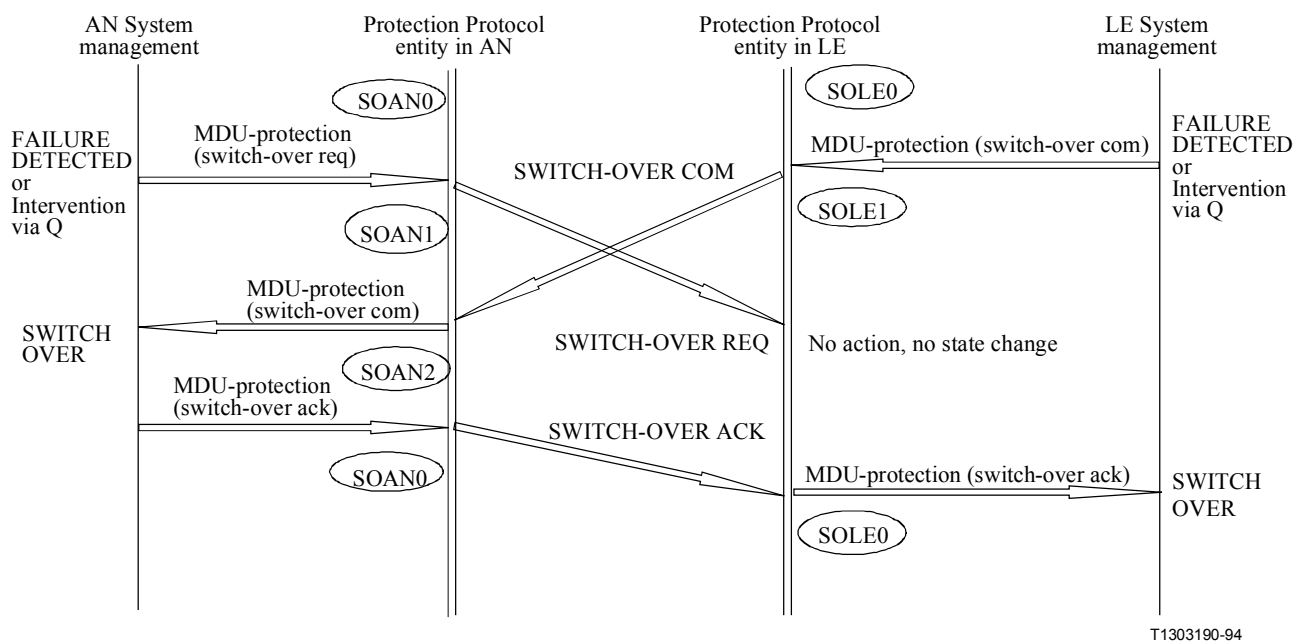 AN System
management
Protection Protocol
entity in AN
Protection Protocol
entity in LE
LE System
management
SOAN0
SOLE0
FAILURE
DETECTED
or
Intervention
via Q
MDU-protection
(switch-over req)
SWITCH-OVER COM
MDU-protection (switch-over com)
FAILURE
DETECTED
or
Intervention
via Q
SOAN1
SOLE1
MDU-protection
(switch-over com)
SWITCH
OVER
SWITCH-OVER REQ
No action, no state change
SOAN2
MDU-protection
(switch-over ack)
SWITCH-OVER ACK
SOAN0
MDU-protection (switch-over ack)
SWITCH
OVER
SOLE0
T1303190-94